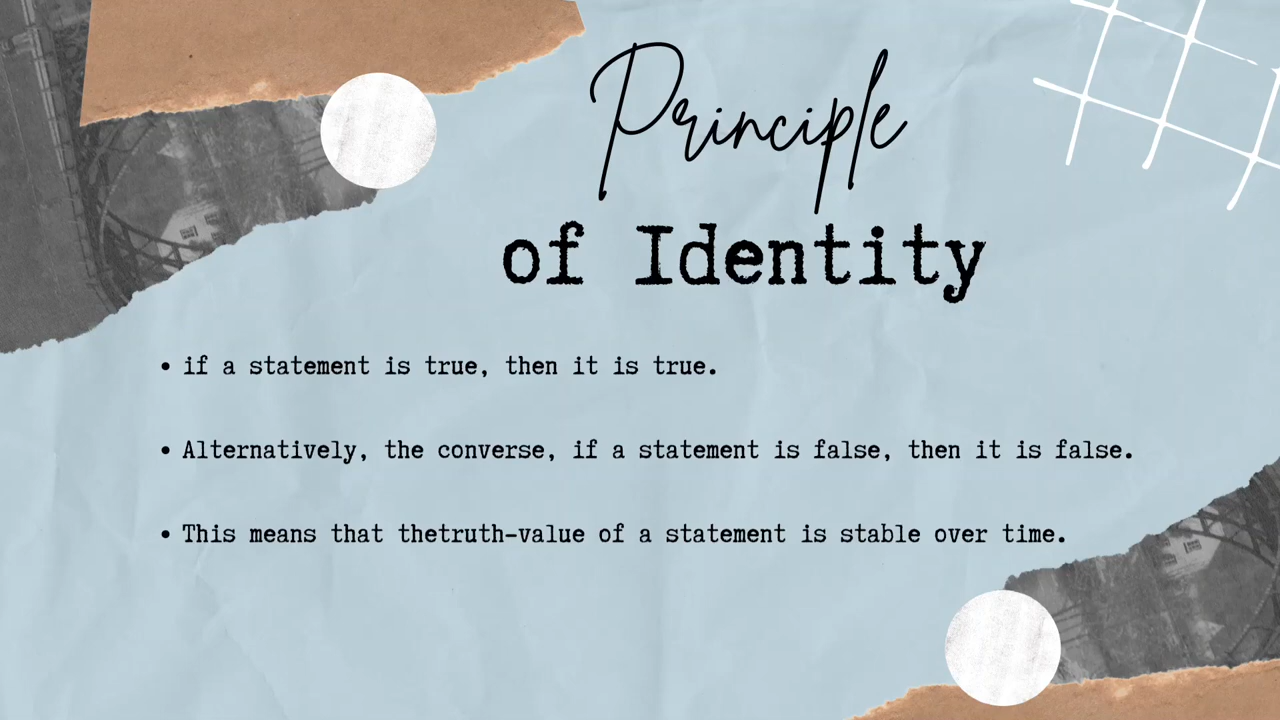 Principle
of Identity
• if a statement is true, then it is true.
• Alternatively, the converse, if a statement is false, then it is false.
• This means that thetruth-value of a statement is stable over time.